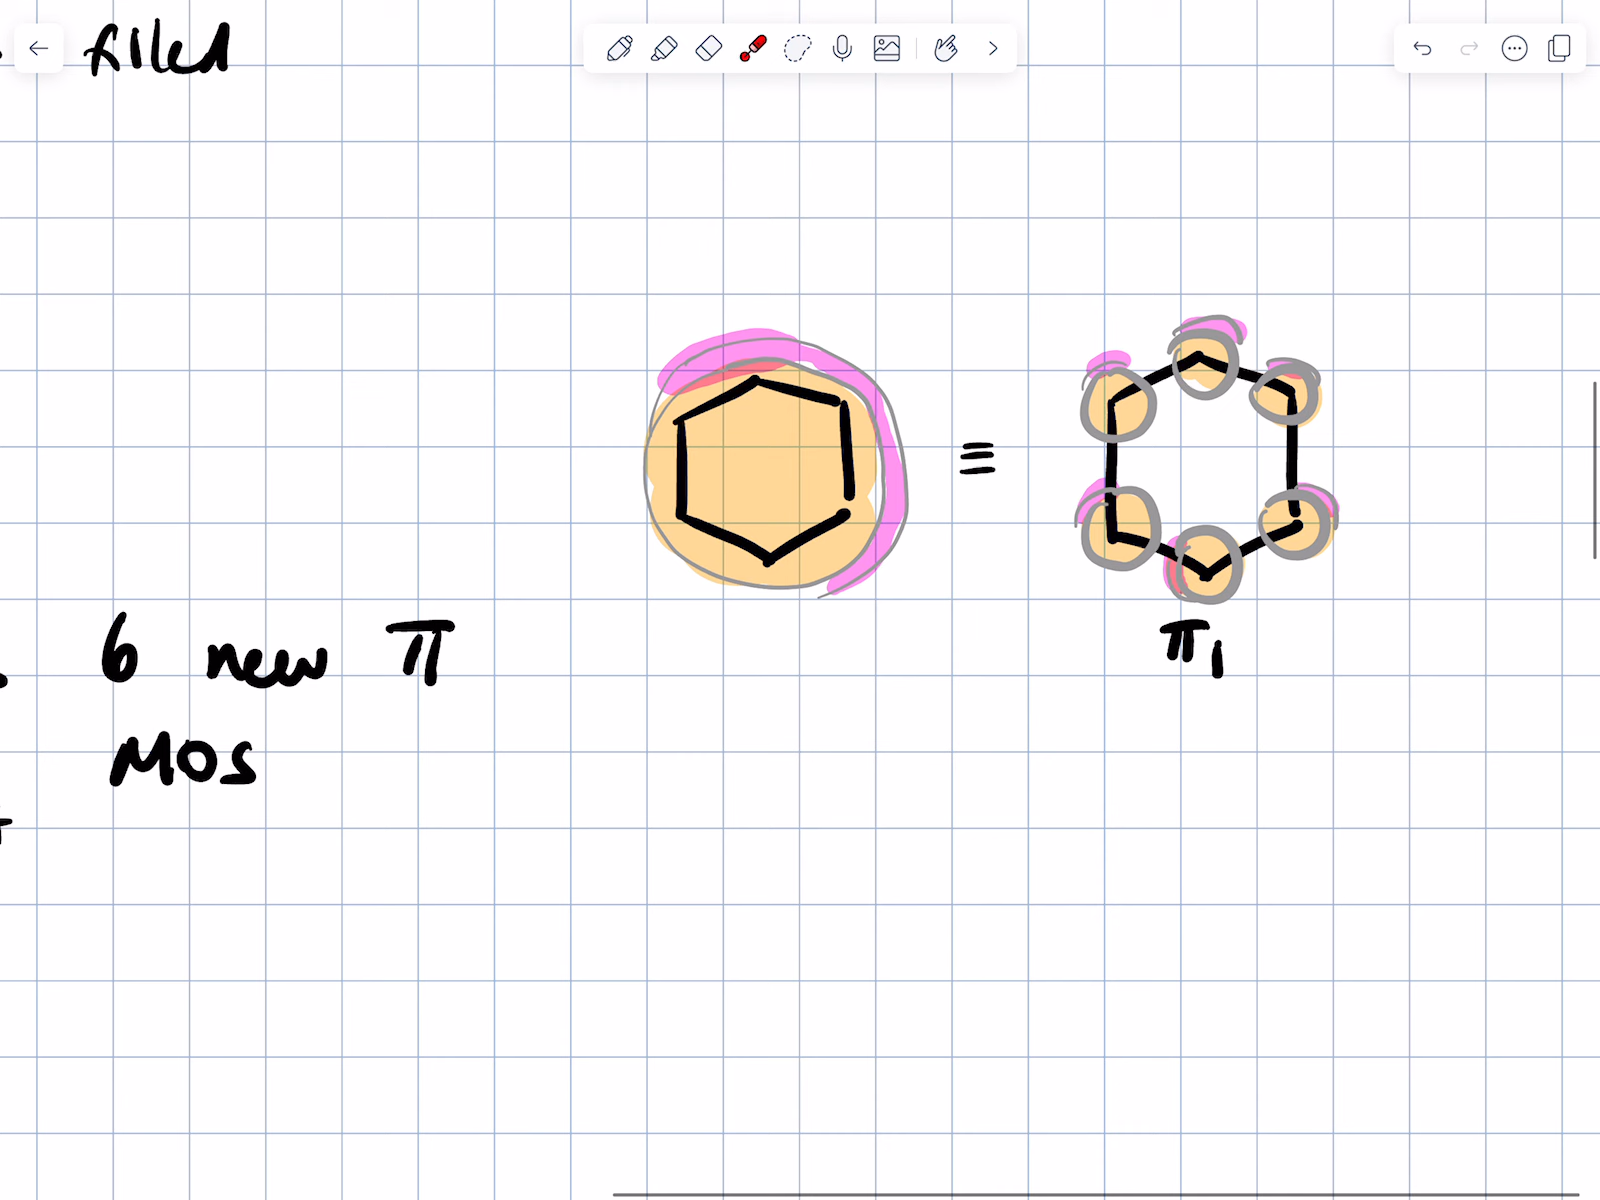 filled
≡
π₁
6 new π
MOs